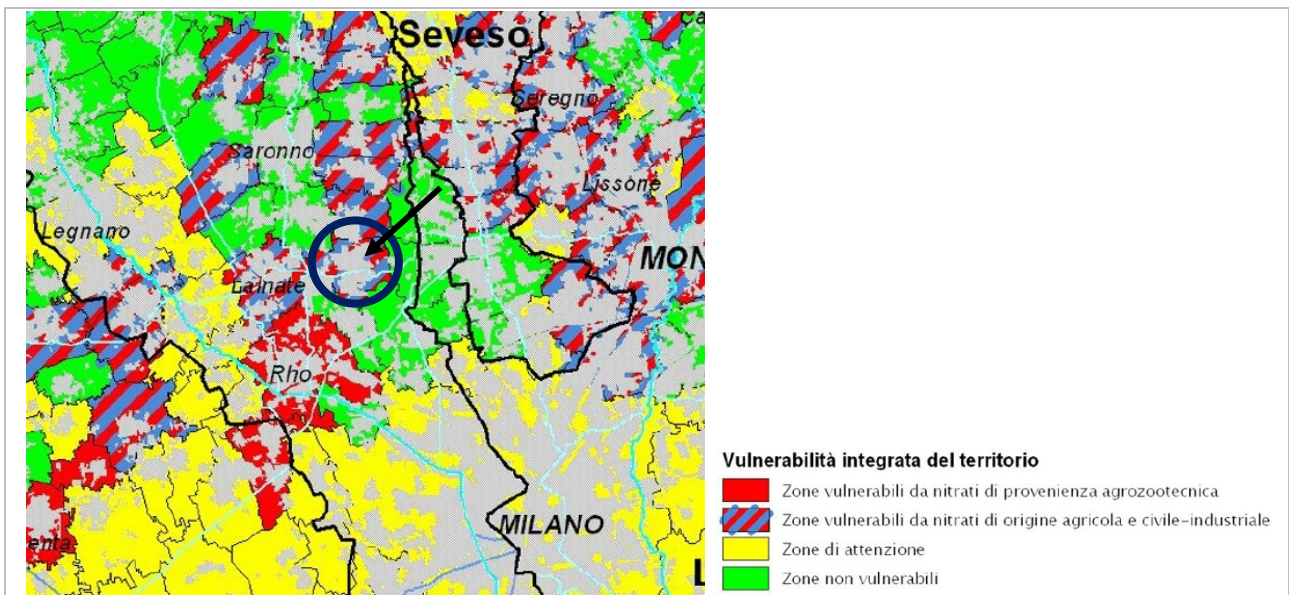 Seveso
Seregno
Saronno
Lissone
Legnano
MON
Lainate
Rho
MILANO
enta
L
Vulnerabilità integrata del territorio
Zone vulnerabili da nitrati di provenienza agrozootecnica
Zone vulnerabili da nitrati di origine agricola e civile-industriale
Zone di attenzione
Zone non vulnerabili